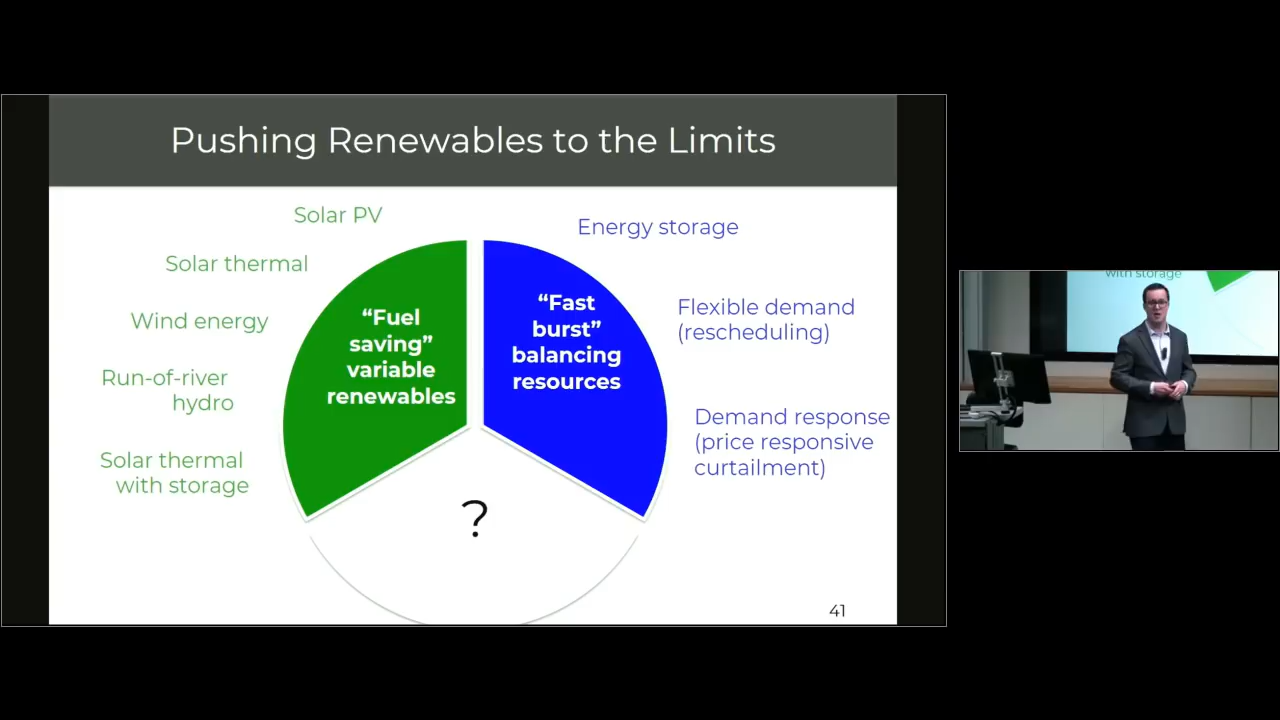 Pushing Renewables to the Limits
Solar PV
Solar thermal
Wind energy
Run-of-river
hydro
Solar thermal
with storage
“Fuel
saving”
variable
renewables
“Fast
burst”
balancing
resources
Energy storage
Flexible demand
(rescheduling)
Demand response
(price responsive
curtailment)
?
41
with storage